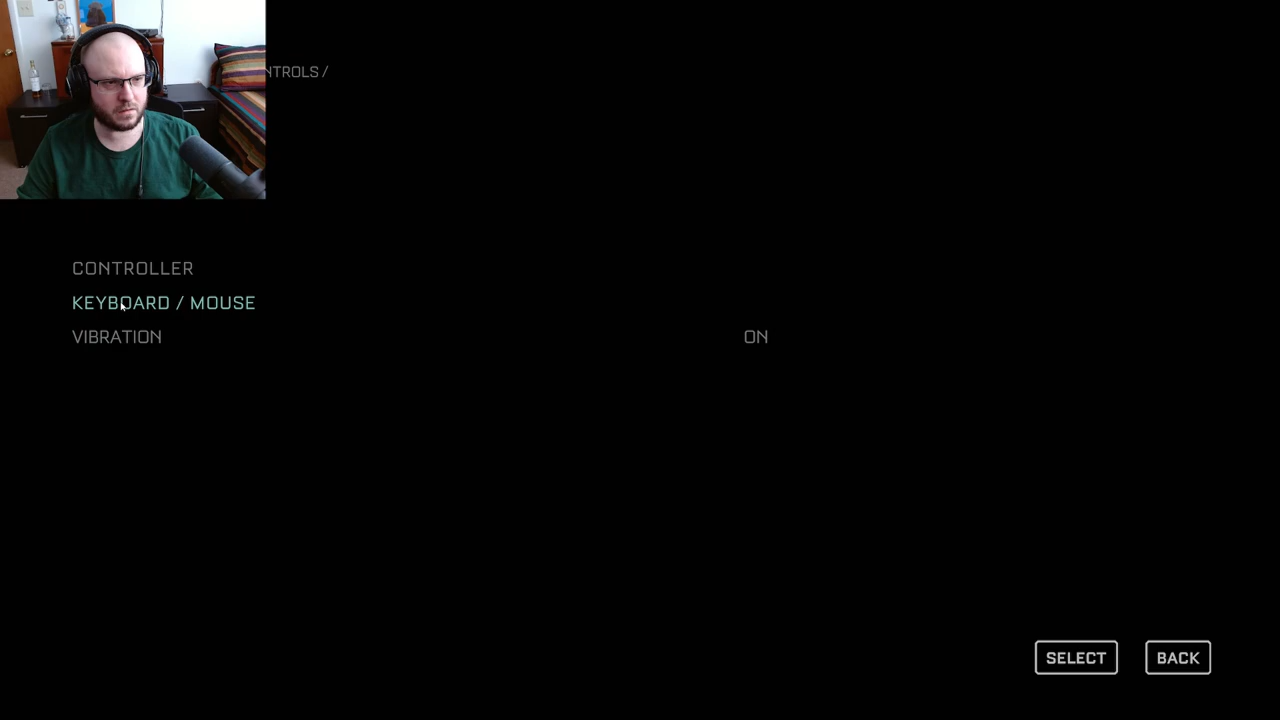 NTROLS /
CONTROLLER
KEYBOARD / MOUSE
VIBRATION ON
SELECT BACK